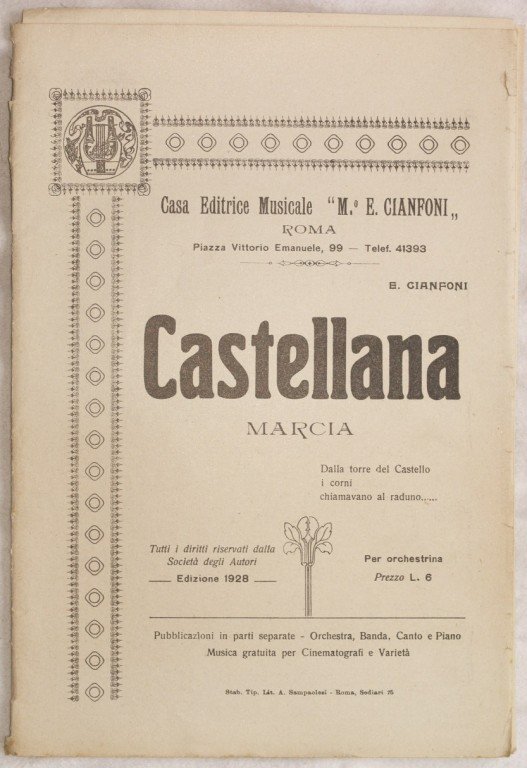 Casa Editrice Musicale "M.º E. CIANFONI„
ROMA
Piazza Vittorio Emanuele, 99 — Telef. 41393
E. CIANFONI
Castellana
MARCIA
Dalla torre del Castello
i corni
chiamavano al raduno......
Tutti i diritti riservati dalla
Società degli Autori
Edizione 1928
Per orchestrina
Prezzo L. 6
Pubblicazioni in parti separate - Orchestra, Banda, Canto e Piano
Musica gratuita per Cinematografi e Varietà
Stab. Tip. Lit. A. Sampaolesi - Roma, Sediari 75